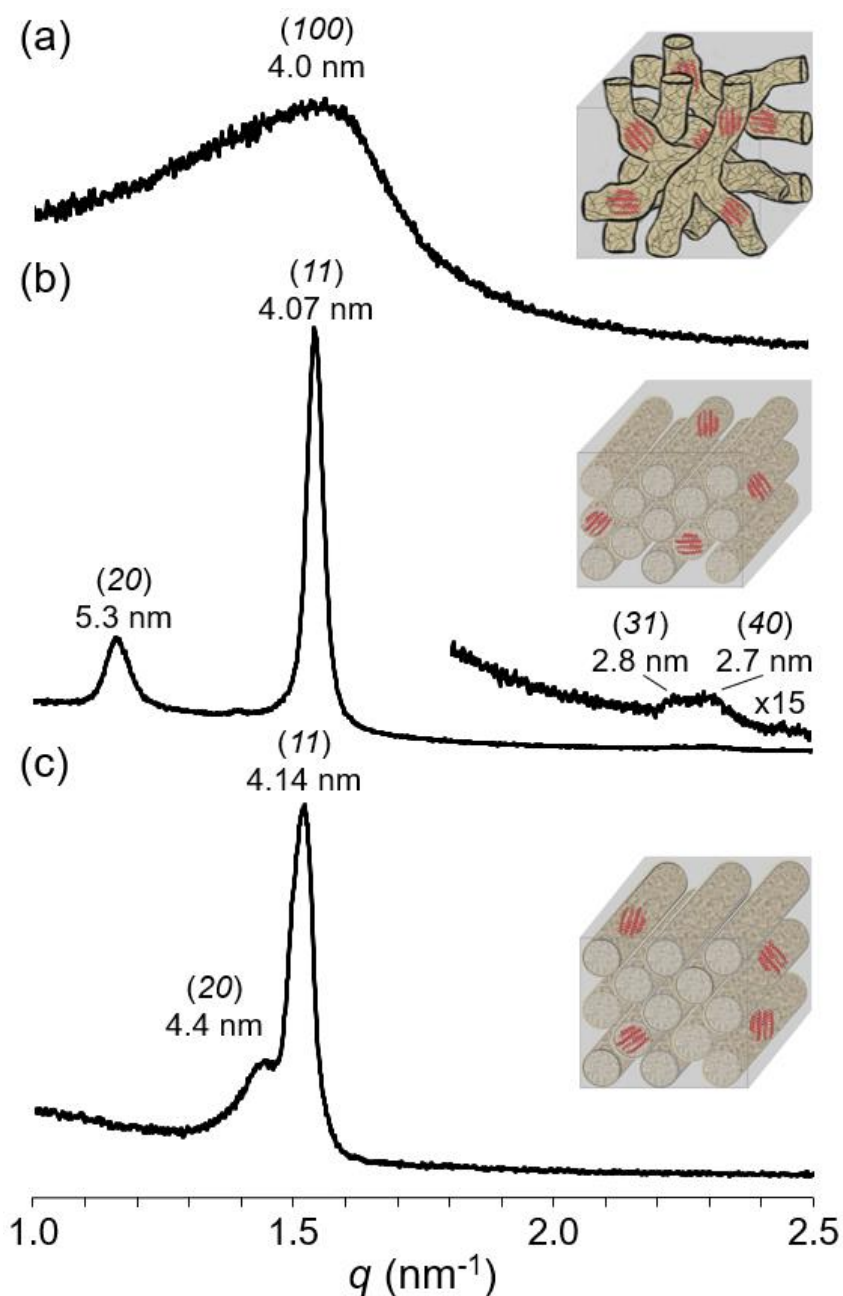 (a)
(100)
4.0 nm
(b)
(11)
4.07 nm
(20)
5.3 nm
(31)
2.8 nm
(40)
2.7 nm
x15
(c)
(11)
4.14 nm
(20)
4.4 nm
1.0 1.5 2.0 2.5
q (nm⁻¹)